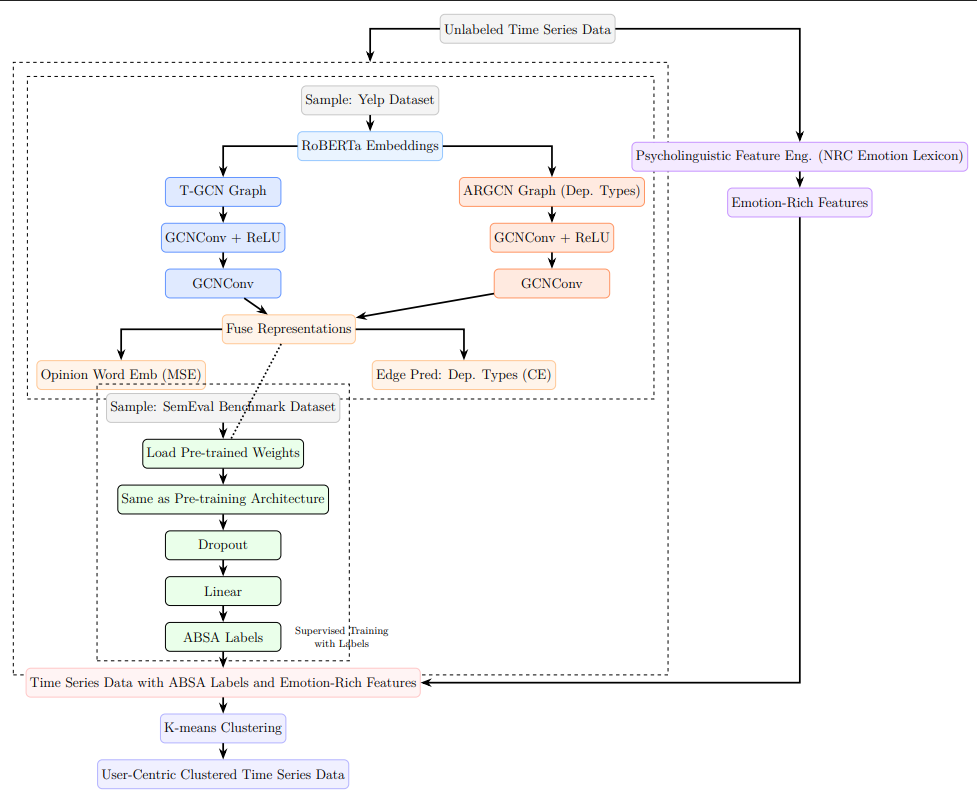 Unlabeled Time Series Data
Sample: Yelp Dataset
RoBERTa Embeddings
Psycholinguistic Feature Eng. (NRC Emotion Lexicon)
T-GCN Graph
ARGCN Graph (Dep. Types)
Emotion-Rich Features
GCNConv + ReLU
GCNConv + ReLU
GCNConv
GCNConv
Fuse Representations
Opinion Word Emb (MSE)
Edge Pred: Dep. Types (CE)
Sample: SemEval Benchmark Dataset
Load Pre-trained Weights
Same as Pre-training Architecture
Dropout
Linear
ABSA Labels
Supervised Training
with Labels
Time Series Data with ABSA Labels and Emotion-Rich Features
K-means Clustering
User-Centric Clustered Time Series Data